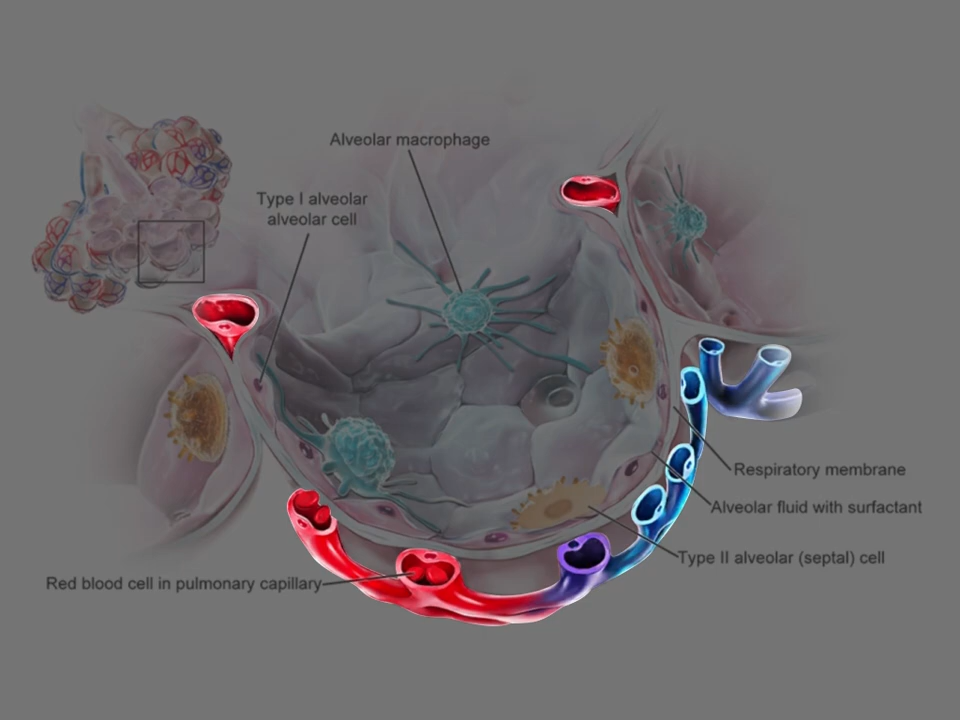 Alveolar macrophage
Type I alveolar
alveolar cell
Respiratory membrane
Alveolar fluid with surfactant
Type II alveolar (septal) cell
Red blood cell in pulmonary capillary